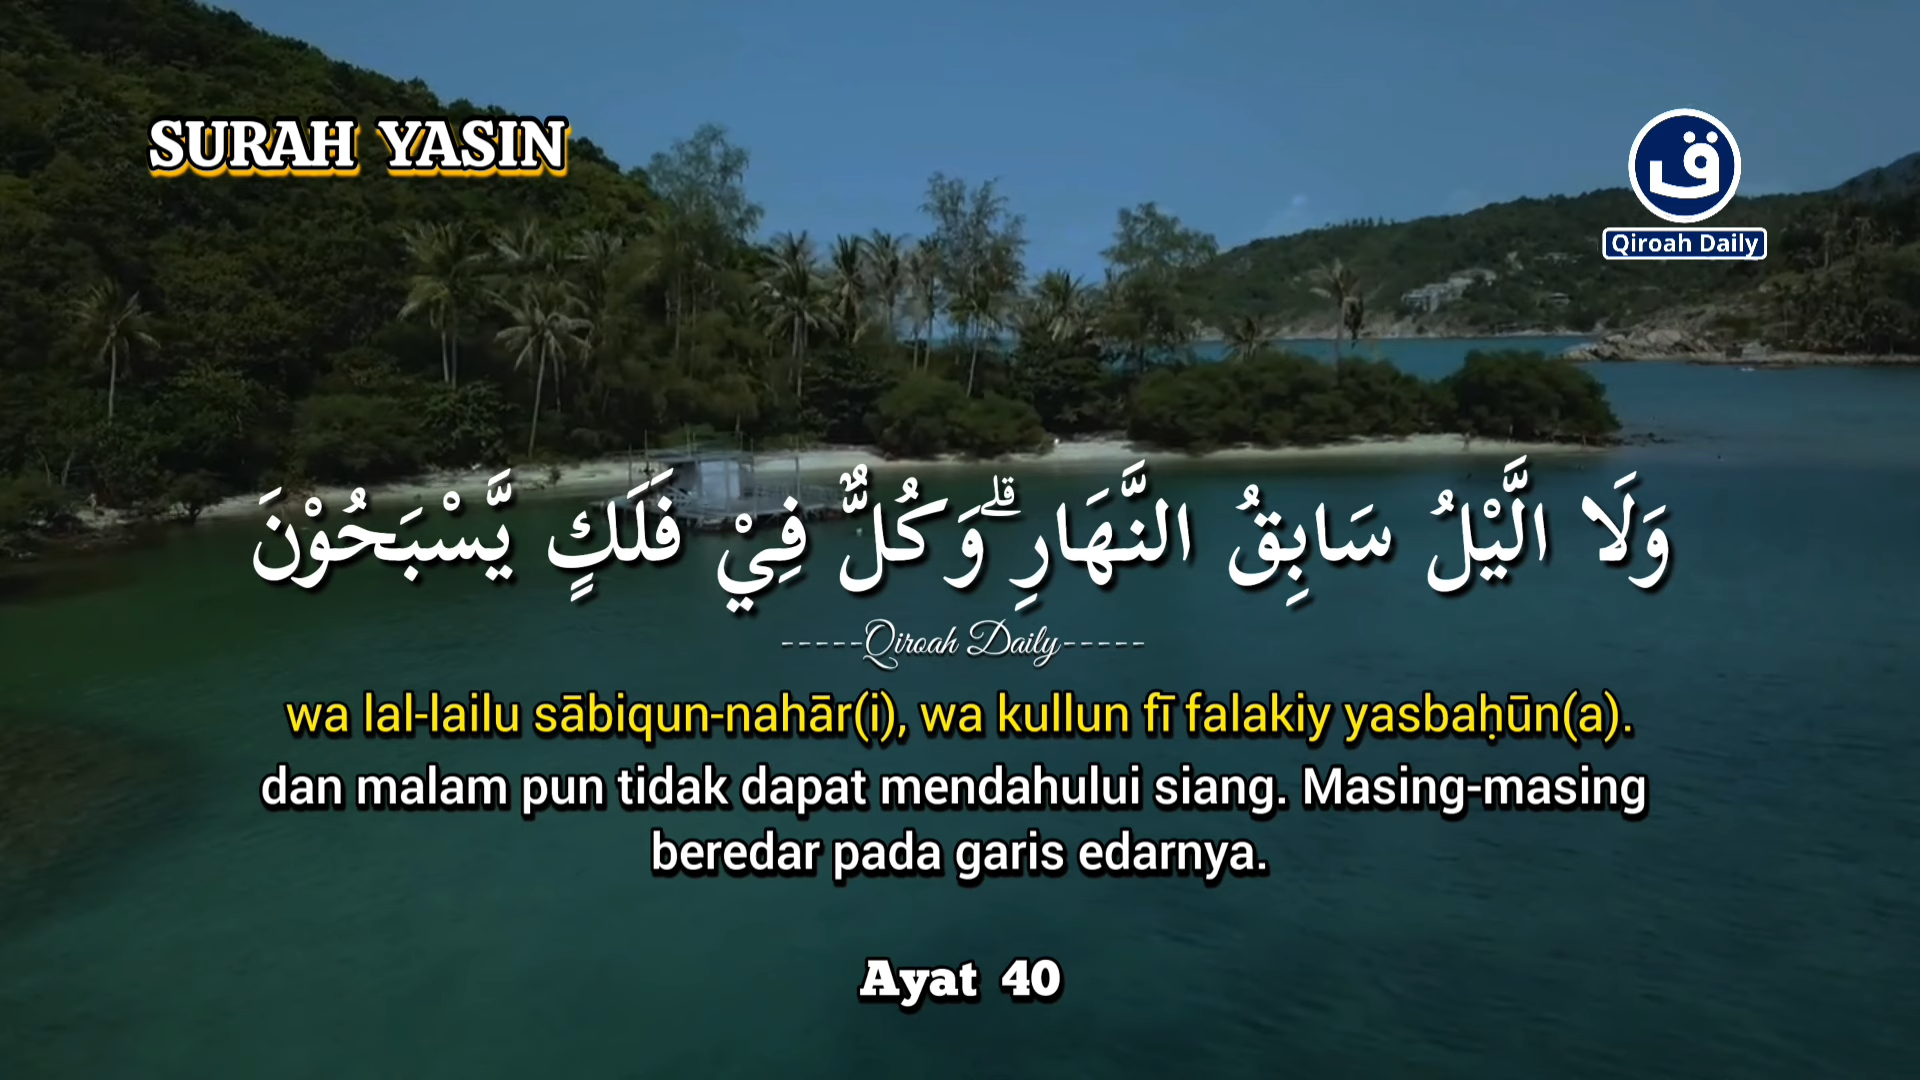 SURAH YASIN
ق
Qiroah Daily
وَلَا الَّيْلُ سَابِقُ النَّهَارِ ۗوَكُلٌّ فِيْ فَلَكٍ يَّسْبَحُوْنَ
-----Qiroah Daily-----
wa lal-lailu sābiqun-nahār(i), wa kullun fī falakiy yasbaḥūn(a).
dan malam pun tidak dapat mendahului siang. Masing-masing
beredar pada garis edarnya.
Ayat 40